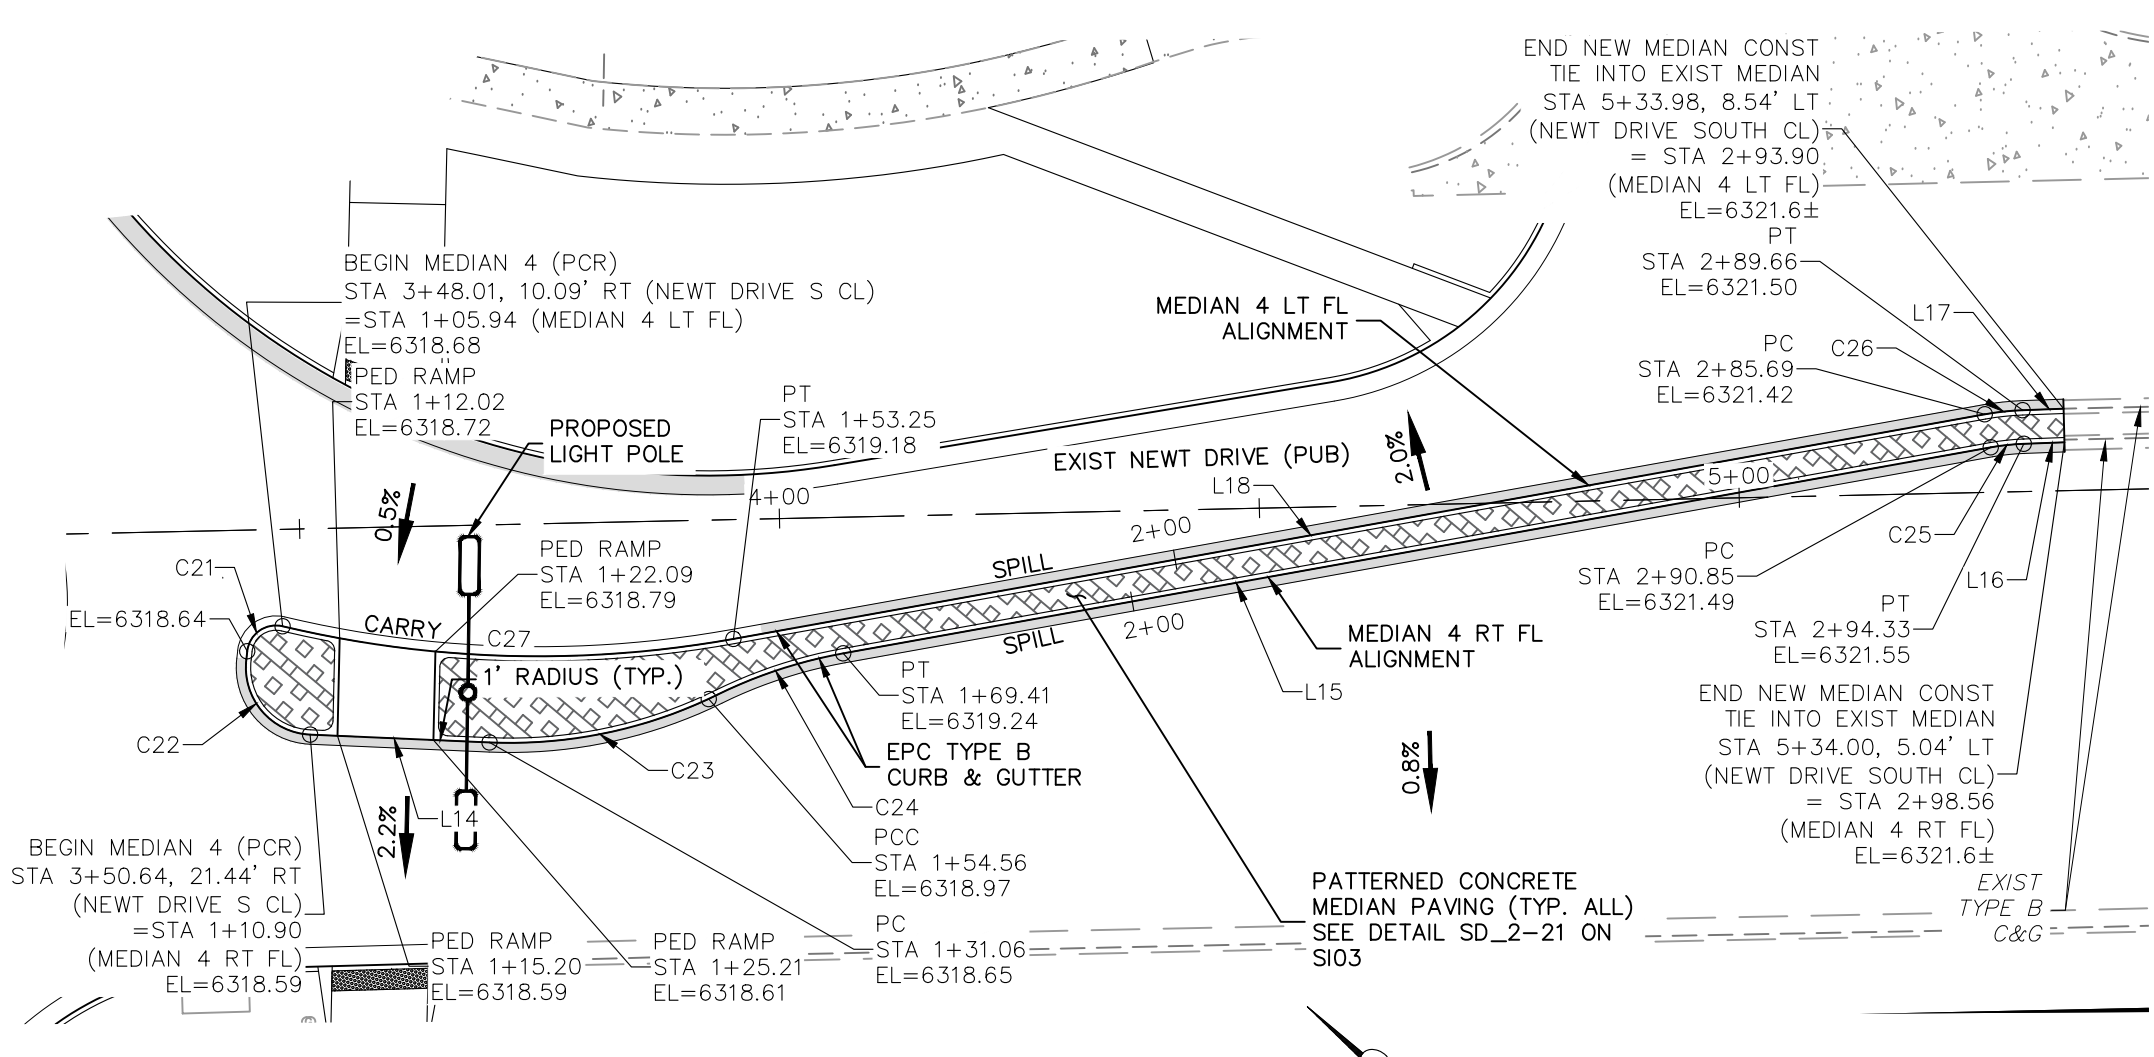 END NEW MEDIAN CONST
TIE INTO EXIST MEDIAN
STA 5+33.98, 8.54' LT
(NEWT DRIVE SOUTH CL)
= STA 2+93.90
(MEDIAN 4 LT FL)
EL=6321.6±
PT
STA 2+89.66
EL=6321.50
BEGIN MEDIAN 4 (PCR)
STA 3+48.01, 10.09' RT (NEWT DRIVE S CL)
=STA 1+05.94 (MEDIAN 4 LT FL)
EL=6318.68
PED RAMP
STA 1+12.02
EL=6318.72
MEDIAN 4 LT FL
ALIGNMENT
L17
PC
STA 2+85.69
EL=6321.42
C26
PROPOSED
LIGHT POLE
PT
STA 1+53.25
EL=6319.18
EXIST NEWT DRIVE (PUB)
2.0%
L18
5+00
4+00
0.5%
2+00
SPILL
C21
EL=6318.64
CARRY
C27
PED RAMP
STA 1+22.09
EL=6318.79
1' RADIUS (TYP.)
2+00
SPILL
MEDIAN 4 RT FL
ALIGNMENT
L15
PC
STA 2+90.85
EL=6321.49
C25
L16
PT
STA 2+94.33
EL=6321.55
PT
STA 1+69.41
EL=6319.24
EPC TYPE B
CURB & GUTTER
C22
C23
C24
L14
2.2%
0.8%
END NEW MEDIAN CONST
TIE INTO EXIST MEDIAN
STA 5+34.00, 5.04' LT
(NEWT DRIVE SOUTH CL)
= STA 2+98.56
(MEDIAN 4 RT FL)
EL=6321.6±
PCC
STA 1+54.56
EL=6318.97
BEGIN MEDIAN 4 (PCR)
STA 3+50.64, 21.44' RT
(NEWT DRIVE S CL)
=STA 1+10.90
(MEDIAN 4 RT FL)
EL=6318.59
PED RAMP
STA 1+15.20
EL=6318.59
PED RAMP
STA 1+25.21
EL=6318.61
PC
STA 1+31.06
EL=6318.65
PATTERNED CONCRETE
MEDIAN PAVING (TYP. ALL)
SEE DETAIL SD_2-21 ON
SI03
EXIST
TYPE B
C&G